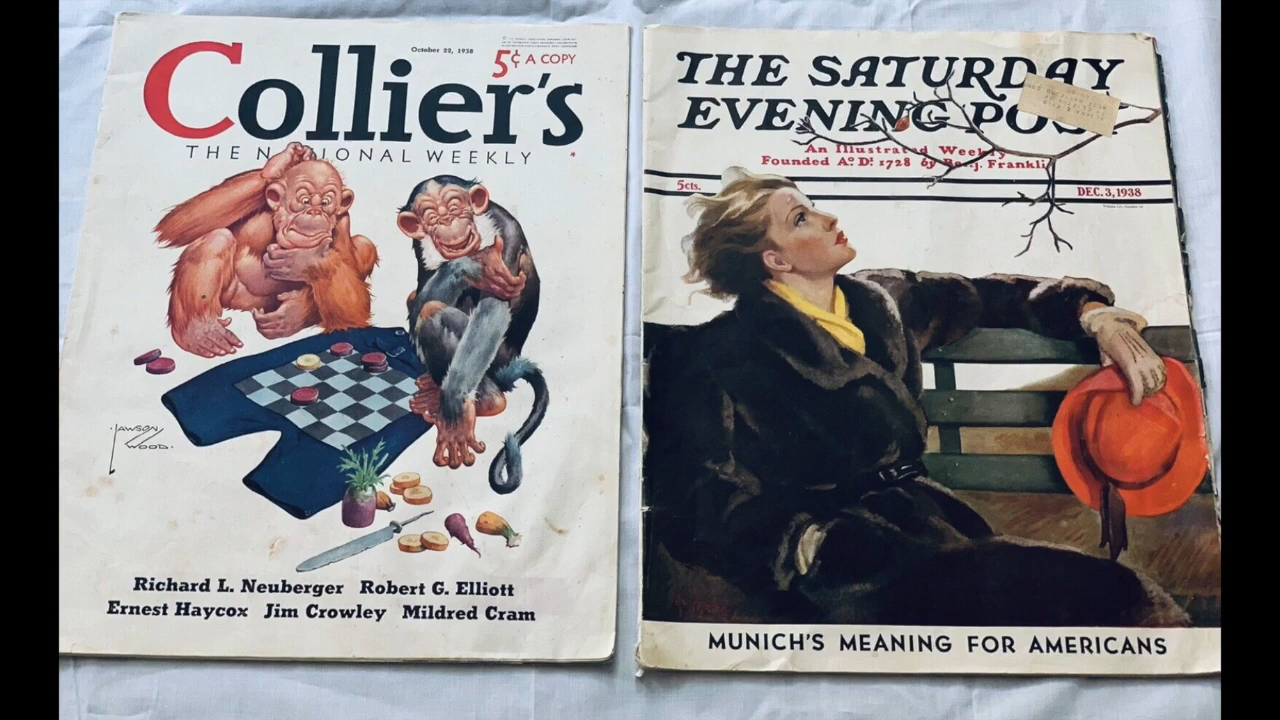 October 22, 1938
5¢ A COPY
Collier's
THE NATIONAL WEEKLY
LAWSON
WOOD.
Richard L. Neuberger Robert G. Elliott
Ernest Haycox Jim Crowley Mildred Cram
THE SATURDAY
EVENING POST
An Illustrated Weekly
Founded A° D! 1728 by Benj. Franklin
5cts.
DEC. 3, 1938
MUNICH'S MEANING FOR AMERICANS